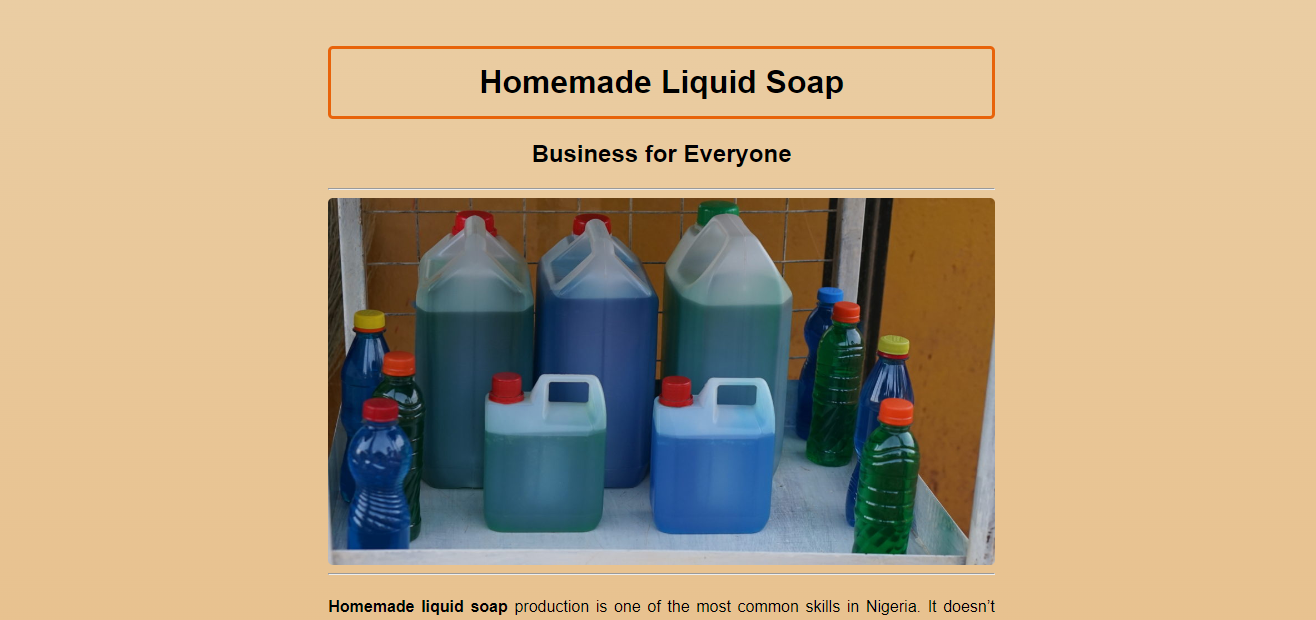 Homemade Liquid Soap
Business for Everyone
Homemade liquid soap production is one of the most common skills in Nigeria. It doesn’t